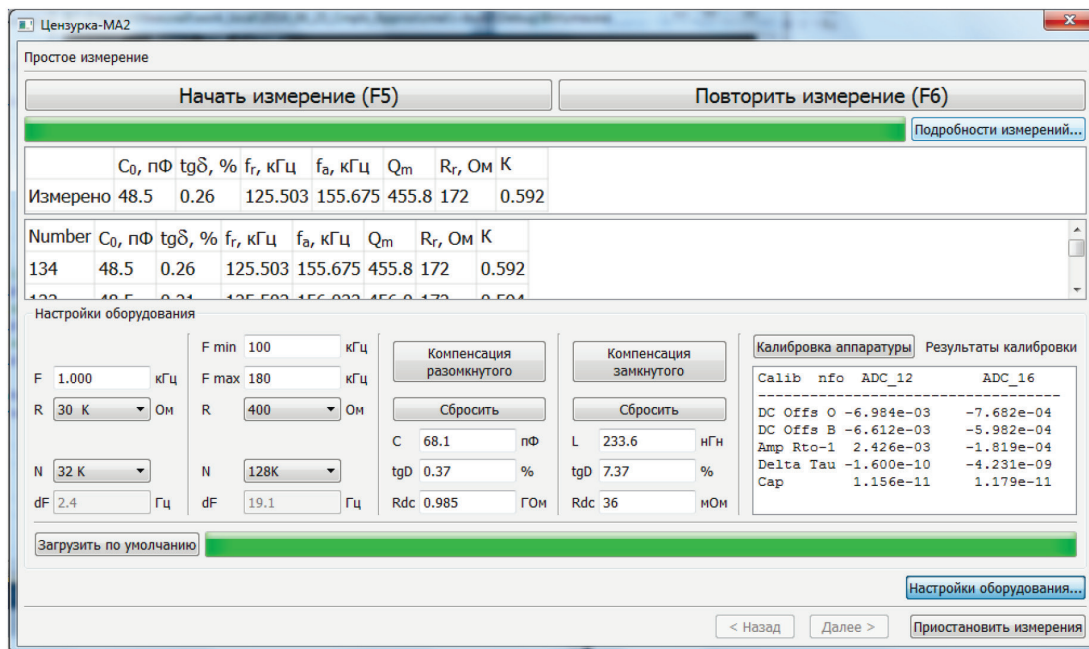 Цензурка-МА2
Простое измерение
Начать измерение (F5) Повторить измерение (F6)
Подробности измерений...
C₀, пФ tgδ, % fᵣ, кГц fₐ, кГц Qₘ Rᵣ, Ом K
Измерено 48.5 0.26 125.503 155.675 455.8 172 0.592
Number C₀, пФ tgδ, % fᵣ, кГц fₐ, кГц Qₘ Rᵣ, Ом K
134 48.5 0.26 125.503 155.675 455.8 172 0.592
Настройки оборудования
F min 100 кГц Компенсация разомкнутого Компенсация замкнутого Калибровка аппаратуры Результаты калибровки
F 1.000 кГц F max 180 кГц
Calib nfo ADC_12 ADC_16
------------------------------------
R 30 K Ом R 400 Ом Сбросить Сбросить
DC Offs O -6.984e-03 -7.682e-04
DC Offs B -6.612e-03 -5.982e-04
C 68.1 пФ L 233.6 нГн
Amp Rto-1 2.426e-03 -1.819e-04
N 32 K N 128K tgD 0.37 % tgD 7.37 %
Delta Tau -1.600e-10 -4.231e-09
Cap 1.156e-11 1.179e-11
dF 2.4 Гц dF 19.1 Гц Rdc 0.985 ГОм Rdc 36 мОм
Загрузить по умолчанию
Настройки оборудования...
< Назад Далее > Приостановить измерения